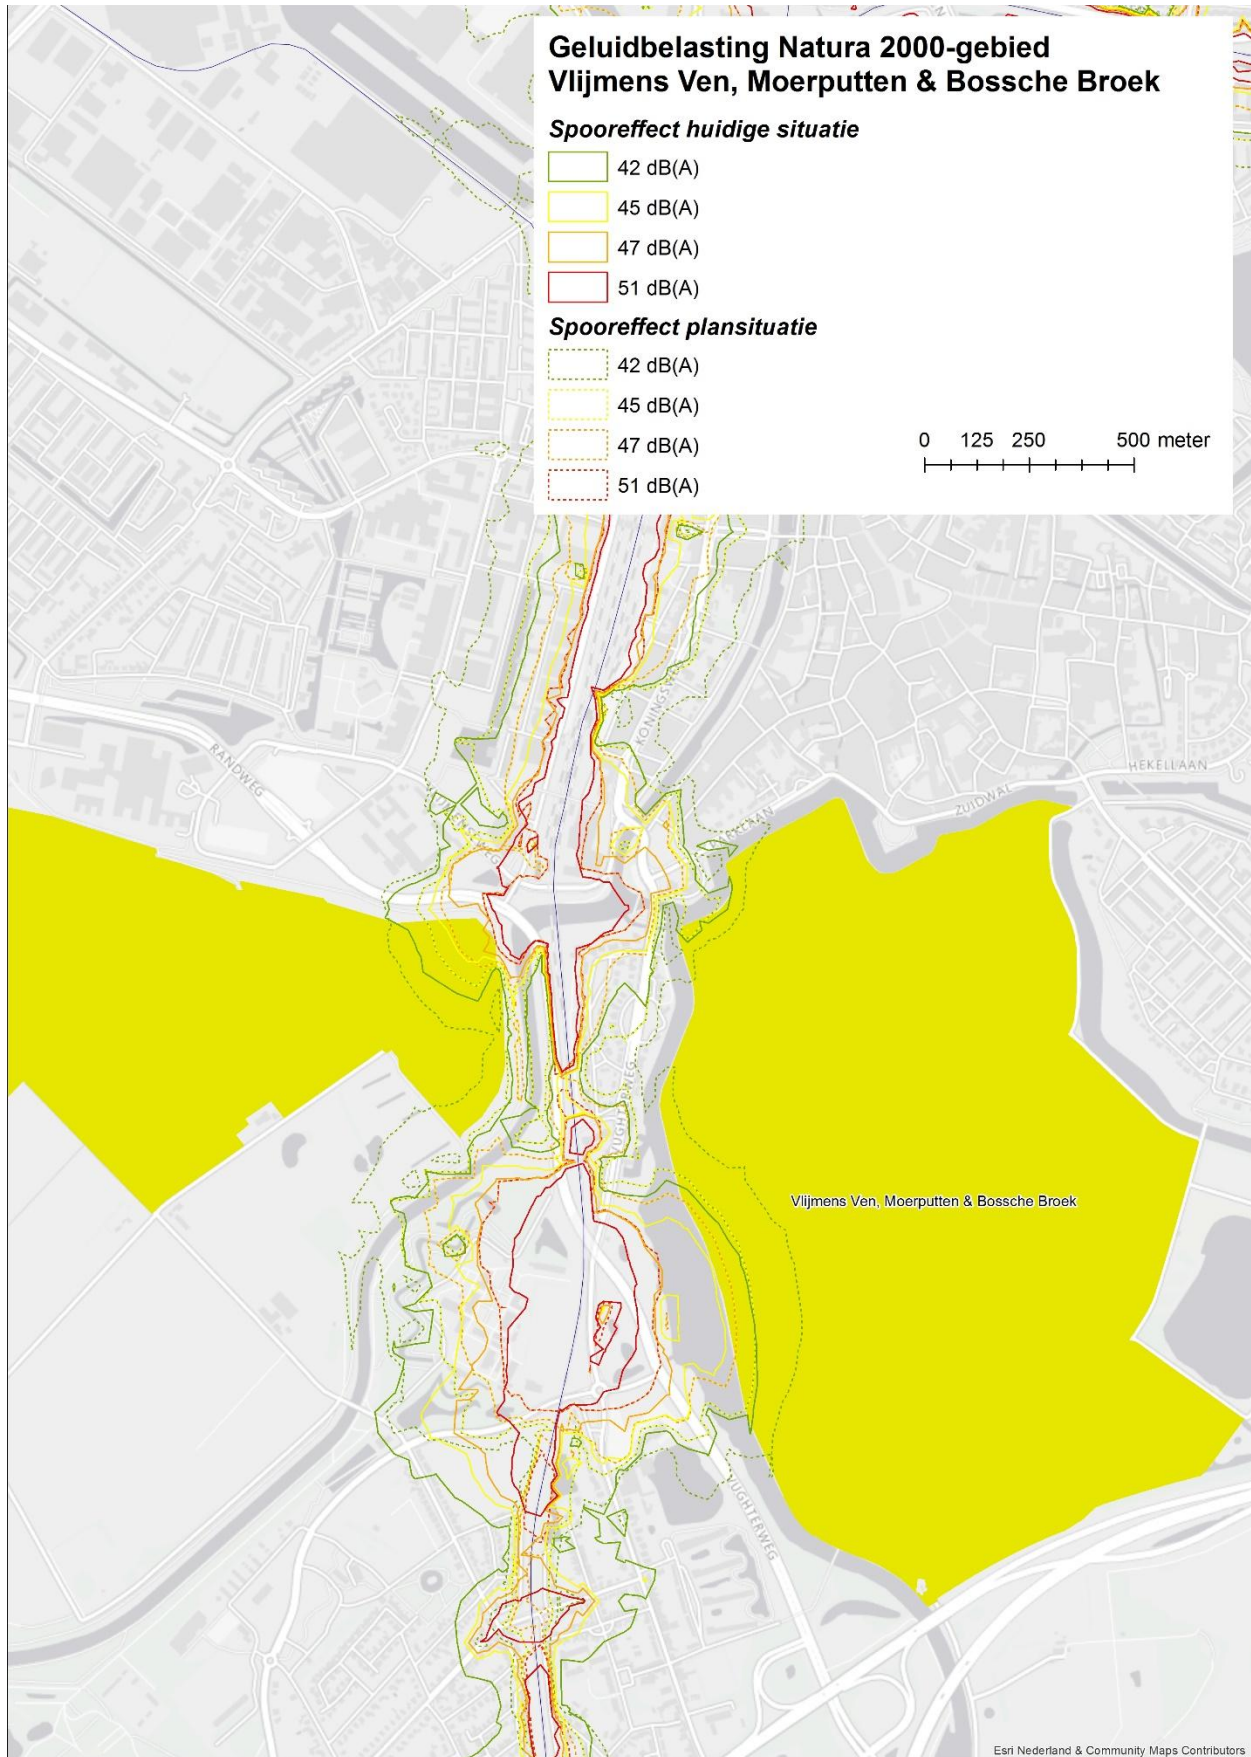 Geluidbelasting Natura 2000-gebied
Vlijmens Ven, Moerputten & Bossche Broek
Spooreffect huidige situatie
42 dB(A)
45 dB(A)
47 dB(A)
51 dB(A)
Spooreffect plansituatie
42 dB(A)
45 dB(A)
47 dB(A)
51 dB(A)
0 125 250 500 meter
RANDWEG
HEKELLAAN
ZUIDWAL
Vlijmens Ven, Moerputten & Bossche Broek
VUGHTERWEG
VUGHTERWEG
Esri Nederland & Community Maps Contributors